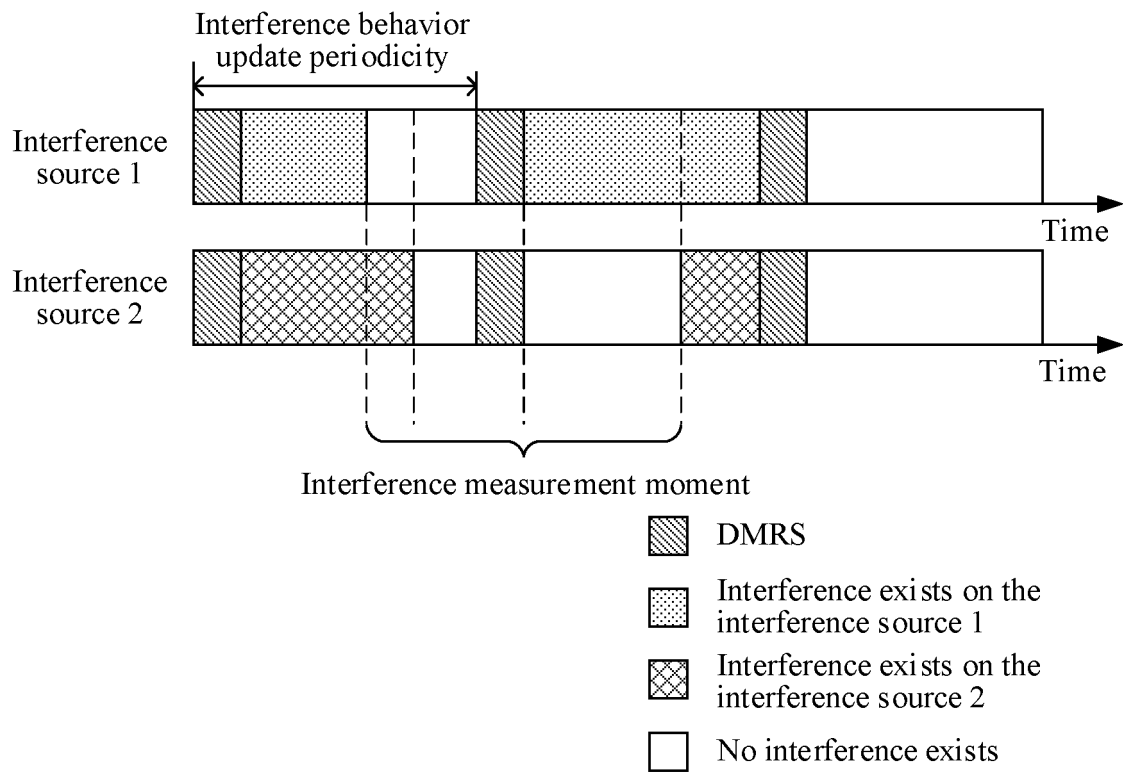 Interference behavior
update periodicity
Interference
source 1
Time
Interference
source 2
Time
Interference measurement moment
DMRS
Interference exists on the
interference source 1
Interference exists on the
interference source 2
No interference exists